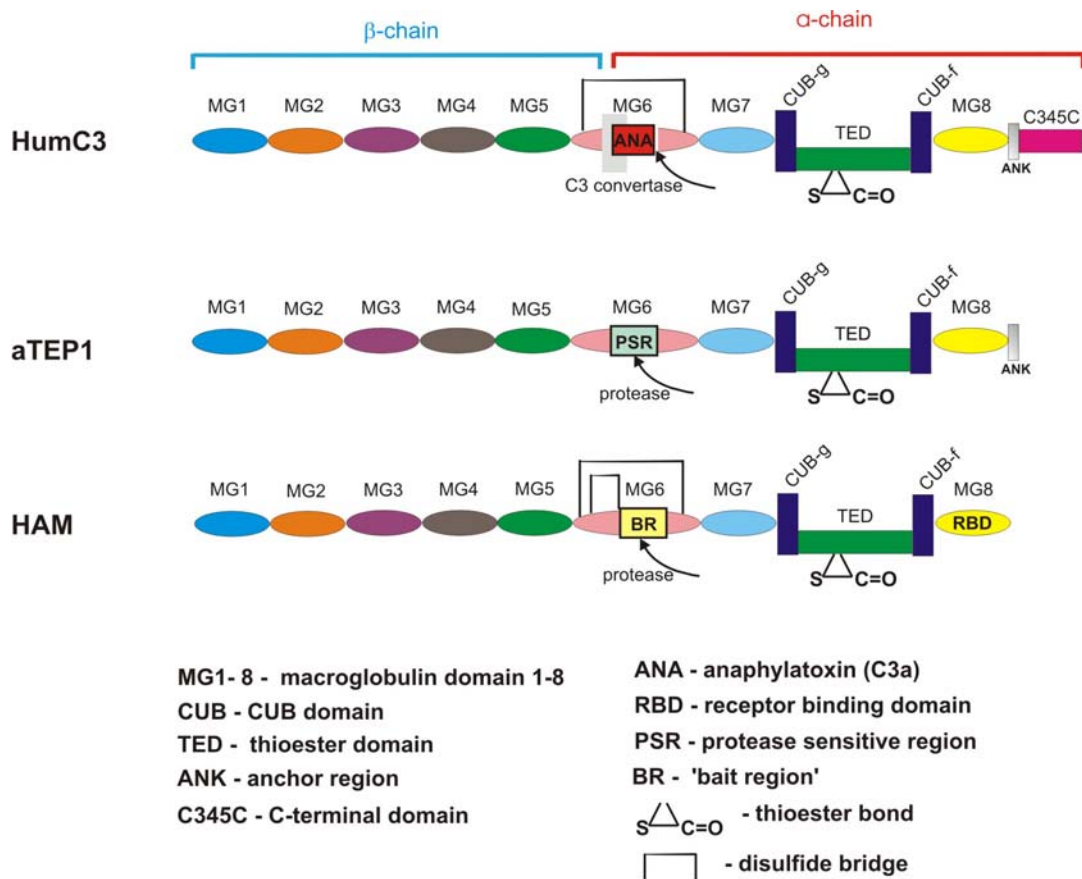 β-chain
α-chain
HumC3
MG1 MG2 MG3 MG4 MG5 MG6 MG7 CUB-g TED CUB-f MG8 C345C
ANA
ANK
C3 convertase
S C=O
aTEP1
MG1 MG2 MG3 MG4 MG5 MG6 MG7 CUB-g TED CUB-f MG8
PSR
ANK
protease
S C=O
HAM
MG1 MG2 MG3 MG4 MG5 MG6 MG7 CUB-g TED CUB-f MG8
BR
RBD
protease
S C=O
MG1- 8 - macroglobulin domain 1-8
CUB - CUB domain
TED - thioester domain
ANK - anchor region
C345C - C-terminal domain
ANA - anaphylatoxin (C3a)
RBD - receptor binding domain
PSR - protease sensitive region
BR - 'bait region'
S C=O - thioester bond
- disulfide bridge